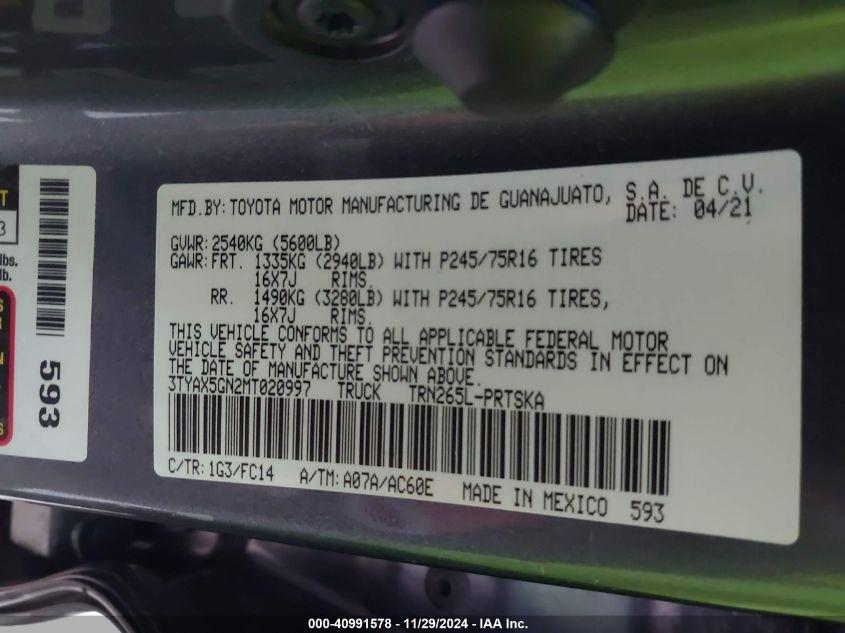 MFD.BY: TOYOTA MOTOR MANUFACTURING DE GUANAJUATO, S.A. DE C.V.
DATE: 04/21
GVWR: 2540KG (5600LB)
GAWR: FRT. 1335KG (2940LB) WITH P245/75R16 TIRES
16X7J RIMS.
RR. 1490KG (3280LB) WITH P245/75R16 TIRES,
16X7J RIMS.
THIS VEHICLE CONFORMS TO ALL APPLICABLE FEDERAL MOTOR
VEHICLE SAFETY AND THEFT PREVENTION STANDARDS IN EFFECT ON
THE DATE OF MANUFACTURE SHOWN ABOVE.
3TYAX5GN2MT020997 TRUCK TRN265L-PRTSKA
C/TR: 1G3/FC14 A/TM: A07A/AC60E MADE IN MEXICO 593
T
3
lbs.
lb.
593
000-40991578 - 11/29/2024 - IAA Inc.